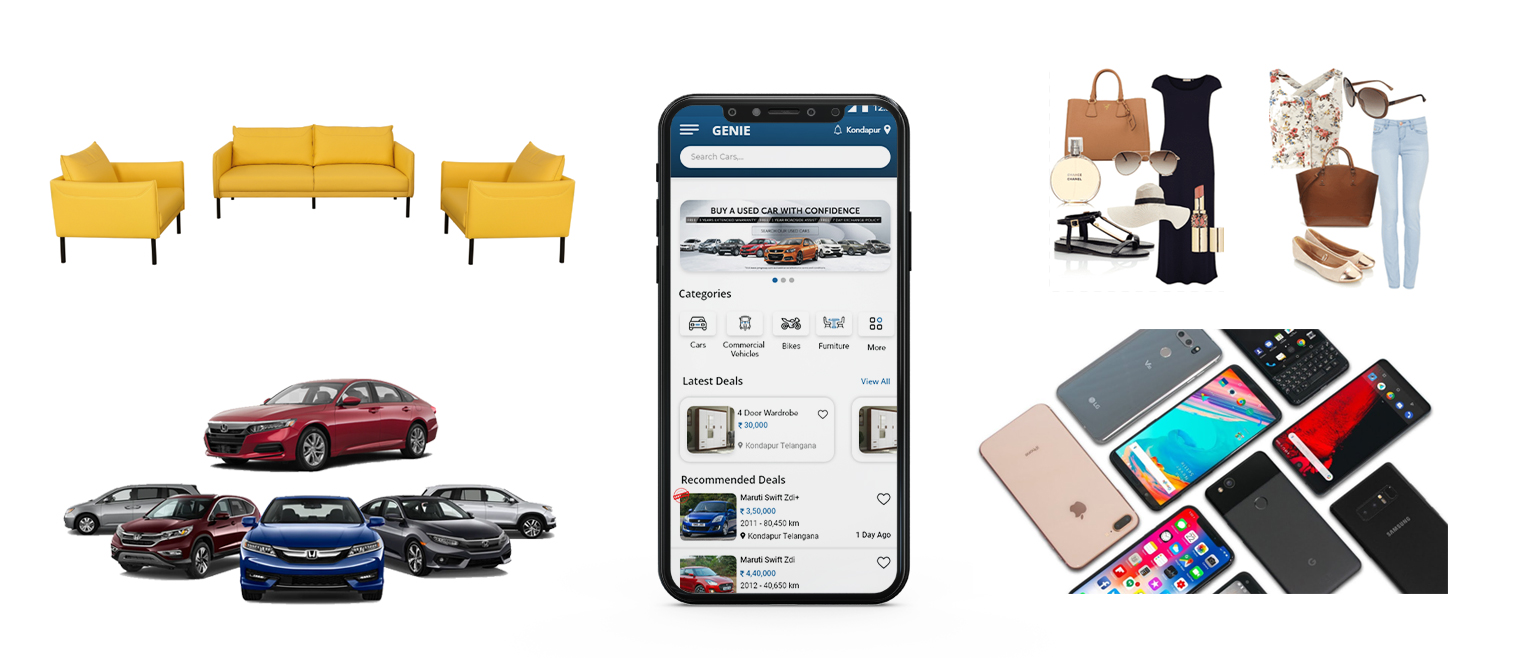 12:
GENIE
Kondapur
Search Cars,...
BUY A USED CAR WITH CONFIDENCE
SEARCH OUR USED CARS
Categories
Cars
Commercial
Vehicles
Bikes
Furniture
More
Latest Deals
View All
4 Door Wardrobe
₹ 30,000
Kondapur Telangana
Recommended Deals
Maruti Swift Zdi+
₹ 3,50,000
2011 - 80,450 km
Kondapur Telangana
1 Day Ago
Maruti Swift Zdi
₹ 4,40,000
2012 - 40,650 km
CHANEL
LG
iPhone
SAMSUNG
G